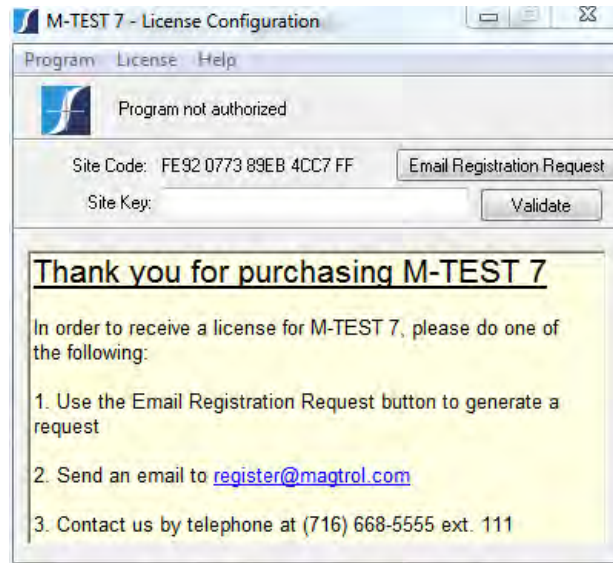 M-TEST 7 - License Configuration
Program License Help
Program not authorized
Site Code: FE92 0773 89EB 4CC7 FF Email Registration Request
Site Key: Validate
Thank you for purchasing M-TEST 7
In order to receive a license for M-TEST 7, please do one of
the following:
1. Use the Email Registration Request button to generate a
request
2. Send an email to register@magtrol.com
3. Contact us by telephone at (716) 668-5555 ext. 111